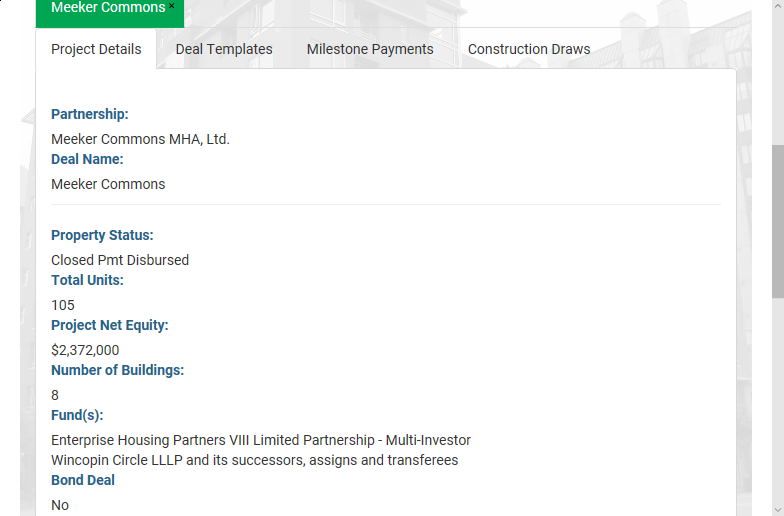 Meeker Commons ×
Project Details
Deal Templates
Milestone Payments
Construction Draws
Partnership:
Meeker Commons MHA, Ltd.
Deal Name:
Meeker Commons
Property Status:
Closed Pmt Disbursed
Total Units:
105
Project Net Equity:
$2,372,000
Number of Buildings:
8
Fund(s):
Enterprise Housing Partners VIII Limited Partnership - Multi-Investor
Wincopin Circle LLLP and its successors, assigns and transferees
Bond Deal
No